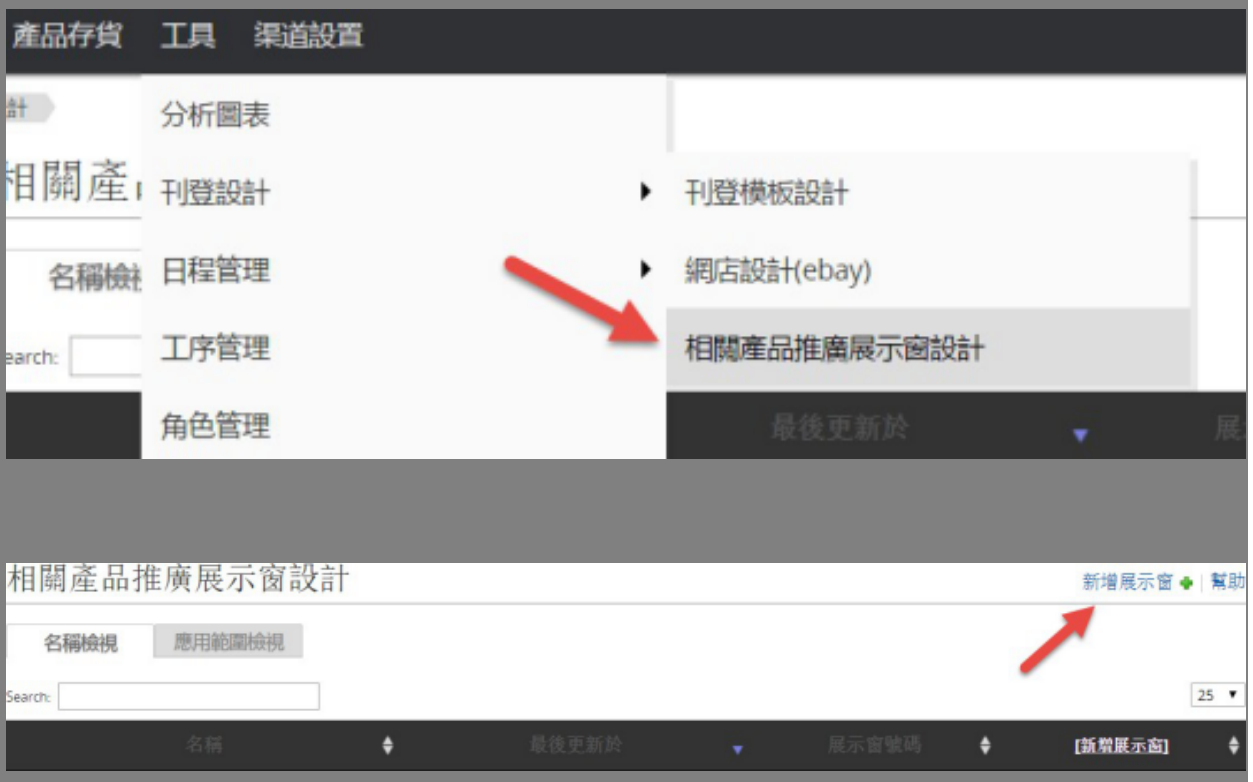 產品存貨 工具 渠道設置
計
分析圖表
相關產
刊登設計 刊登模板設計
名稱檢視
日程管理 網店設計(ebay)
earch:
工序管理 相關產品推廣展示窗設計
角色管理 最後更新於 展
相關產品推廣展示窗設計 新增展示窗 | 幫助
名稱檢視 應用範圍檢視
Search: 25
名稱 最後更新於 展示窗號碼 [新增展示窗]